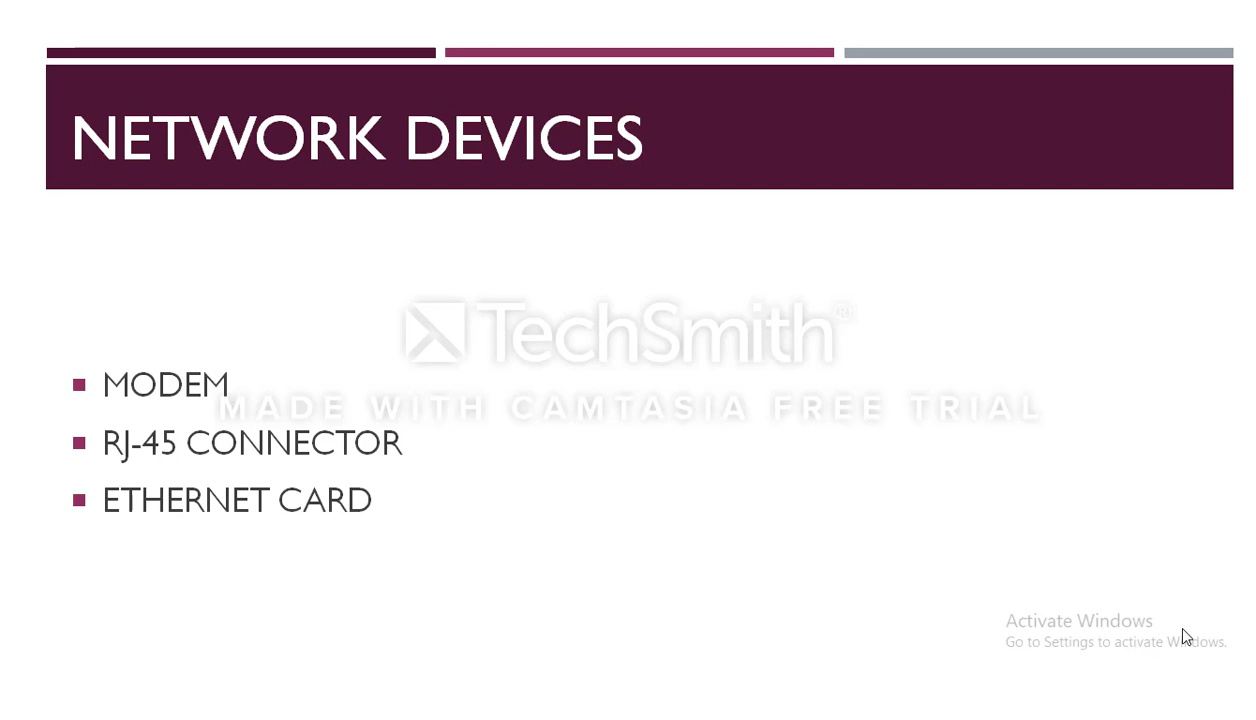 NETWORK DEVICES
TechSmith®
MODEM
MADE WITH CAMTASIA FREE TRIAL
RJ-45 CONNECTOR
ETHERNET CARD
Activate Windows
Go to Settings to activate Windows.